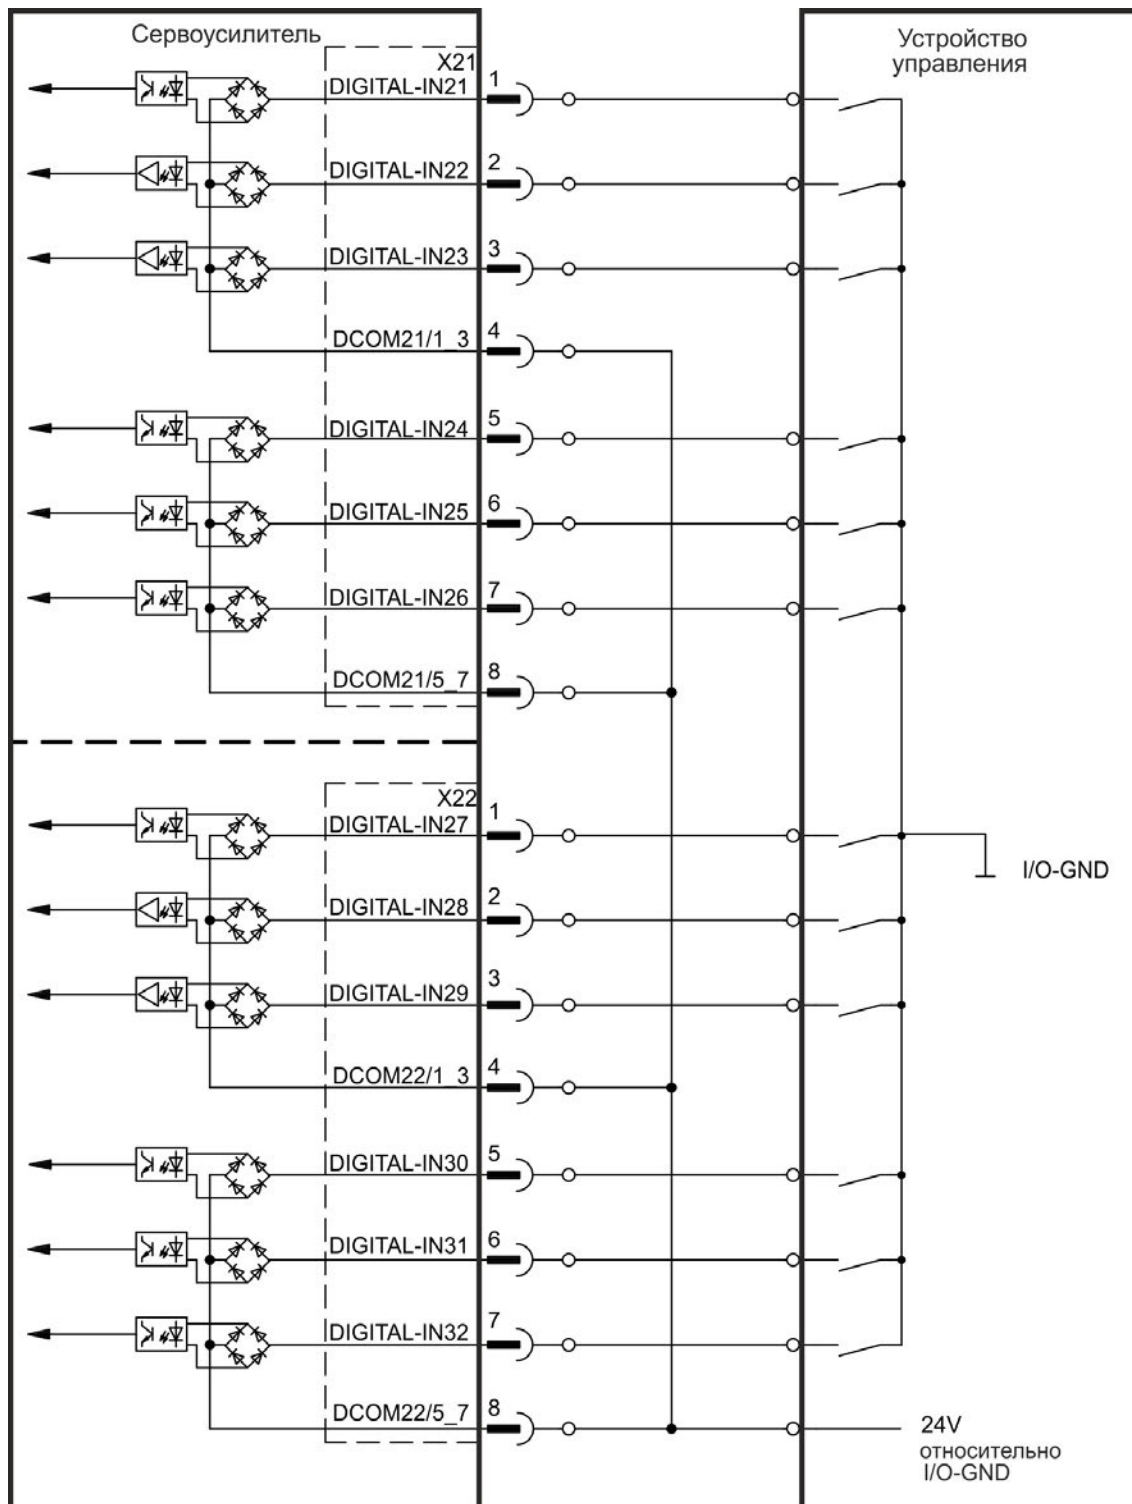 Сервоусилитель
Устройство
управления
X21
DIGITAL-IN21
1
DIGITAL-IN22
2
DIGITAL-IN23
3
DCOM21/1_3
4
DIGITAL-IN24
5
DIGITAL-IN25
6
DIGITAL-IN26
7
DCOM21/5_7
8
X22
DIGITAL-IN27
1
I/O-GND
DIGITAL-IN28
2
DIGITAL-IN29
3
DCOM22/1_3
4
DIGITAL-IN30
5
DIGITAL-IN31
6
DIGITAL-IN32
7
DCOM22/5_7
8
24V
относительно
I/O-GND